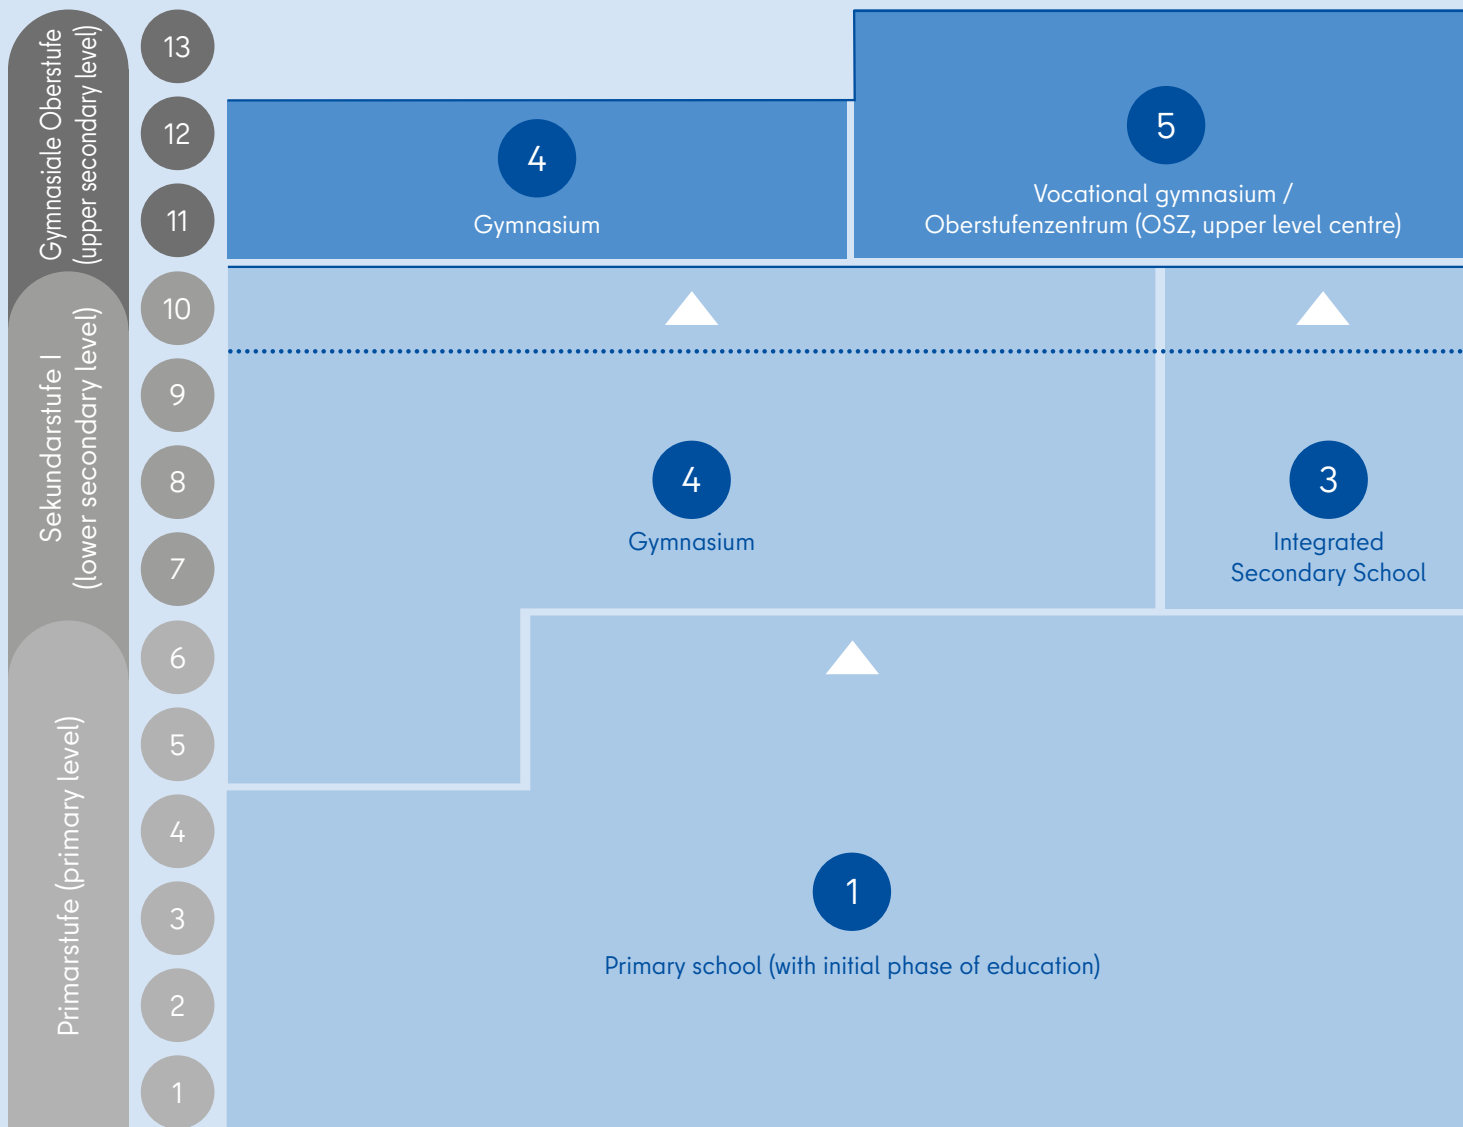 Gymnasiale Oberstufe
(upper secondary level)
Sekundarstufe I
(lower secondary level)
Primarstufe (primary level)
13
12
11
10
9
8
7
6
5
4
3
2
1
4
Gymnasium
5
Vocational gymnasium /
Oberstufenzentrum (OSZ, upper level centre)
4
Gymnasium
3
Integrated
Secondary School
1
Primary school (with initial phase of education)